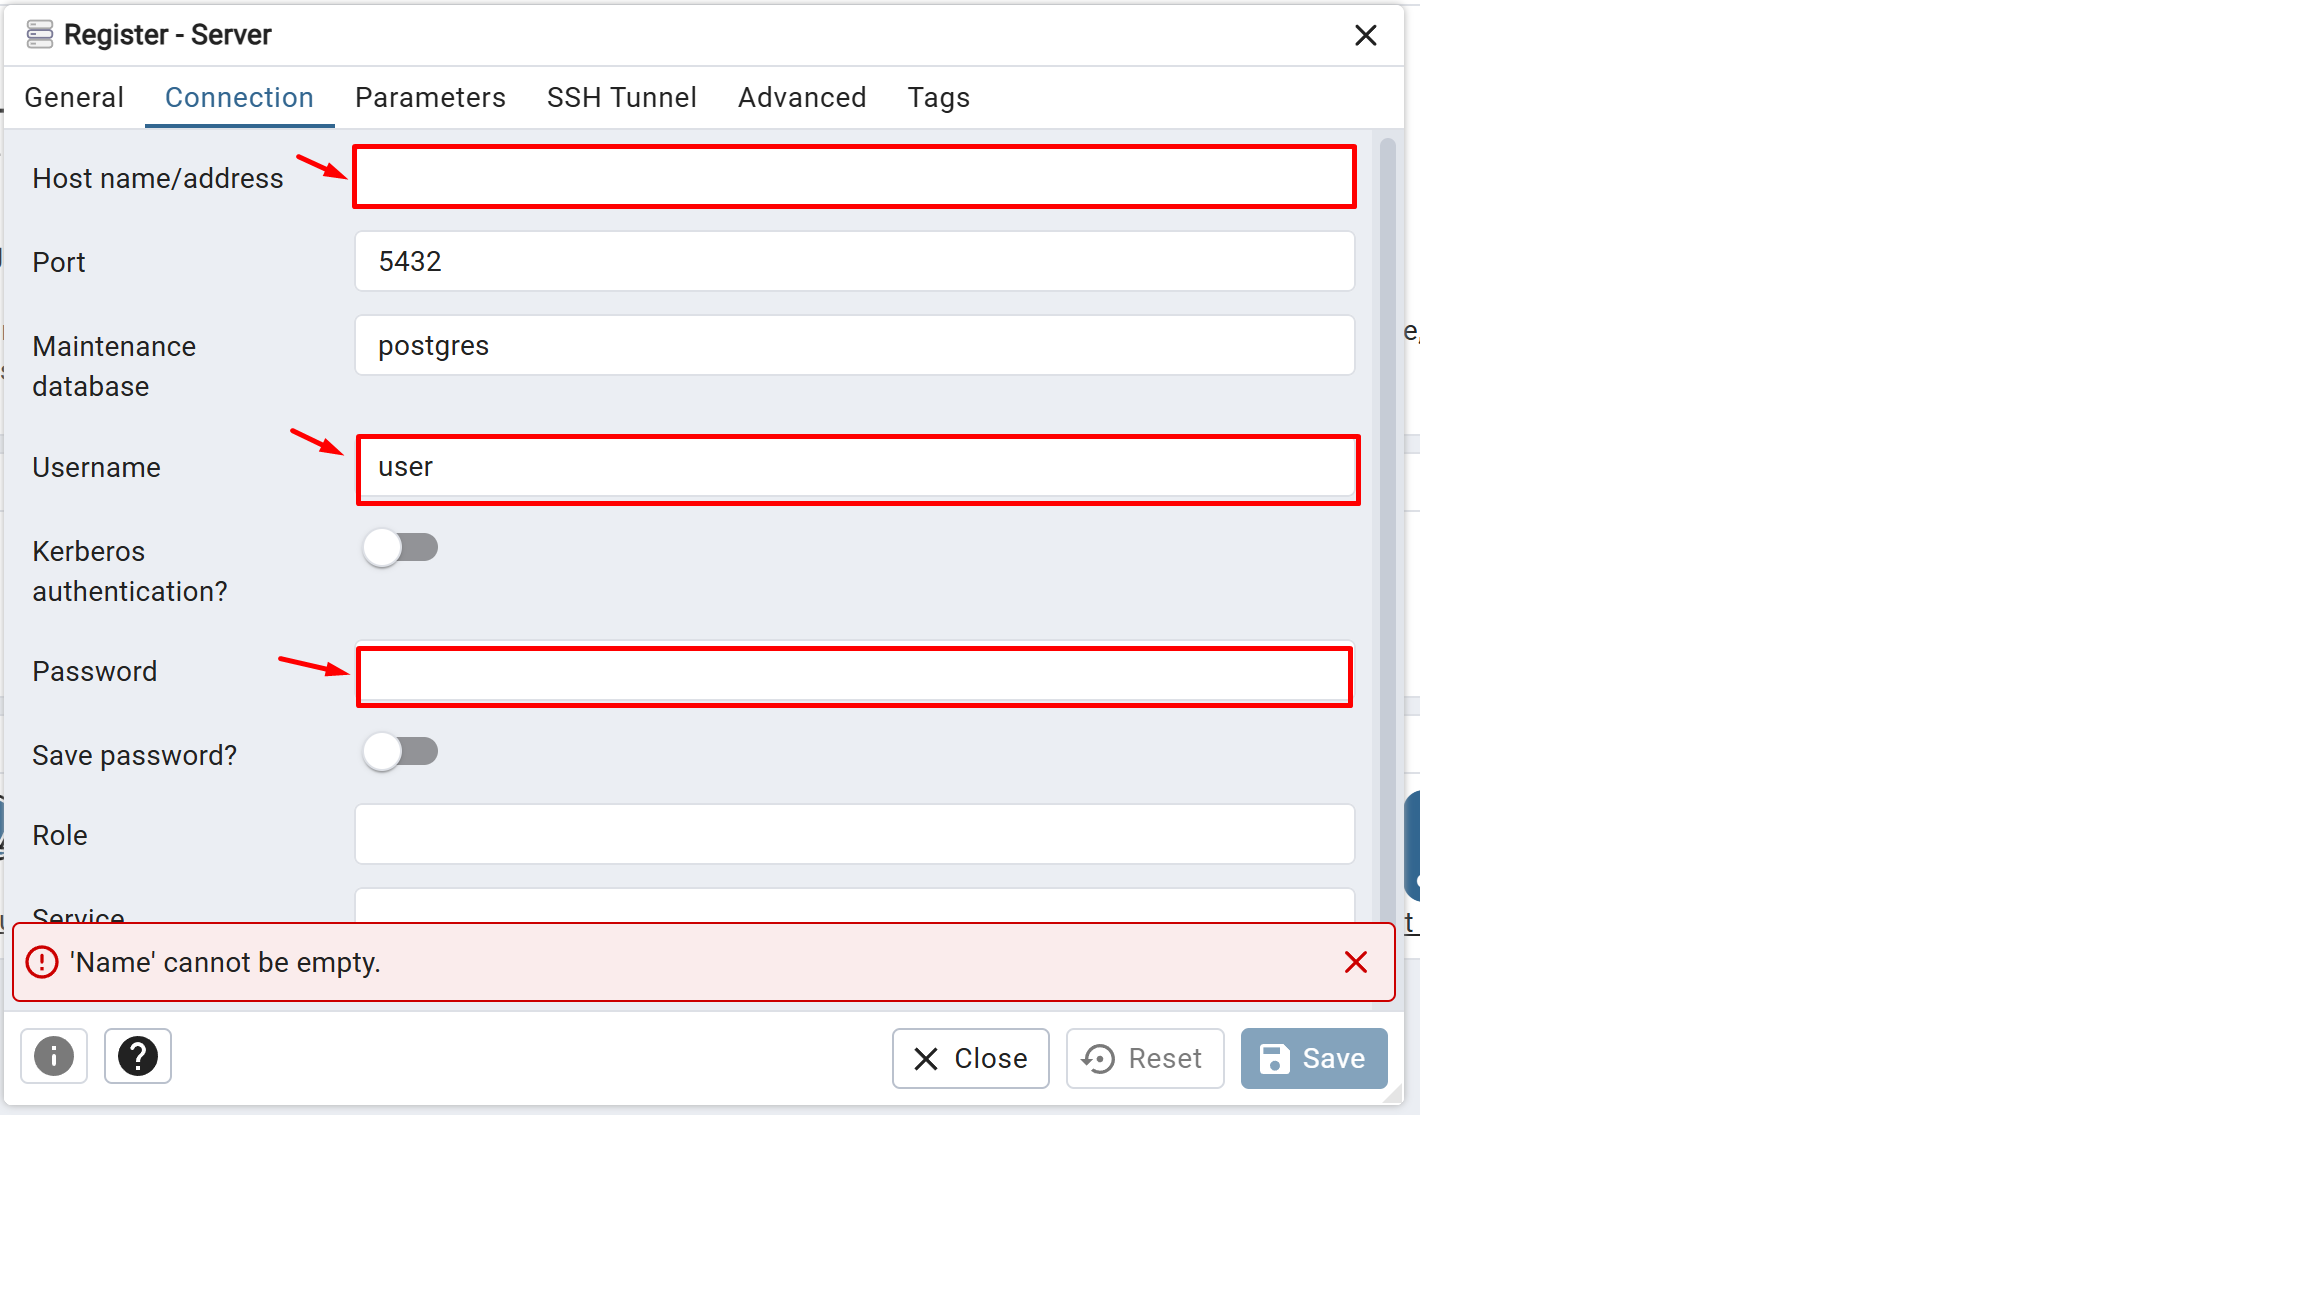 Register - Server
General Connection Parameters SSH Tunnel Advanced Tags
Host name/address
Port 5432
Maintenance database postgres
Username user
Kerberos authentication?
Password
Save password?
Role
Service
'Name' cannot be empty.
Close Reset Save